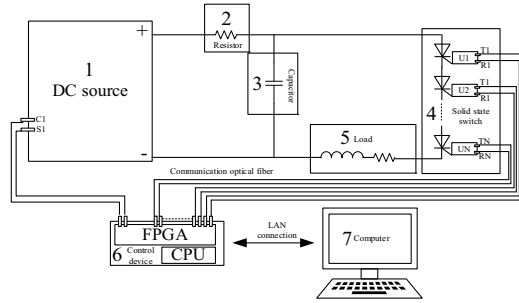 1
DC source
+
-
C1
S1
2
Resistor
3
Capacitor
4
Solid state
switch
U1
T1
R1
U2
T1
R1
UN
TN
RN
5 Load
Communication optical fiber
FPGA
6 Control
device
CPU
LAN
connection
7 Computer